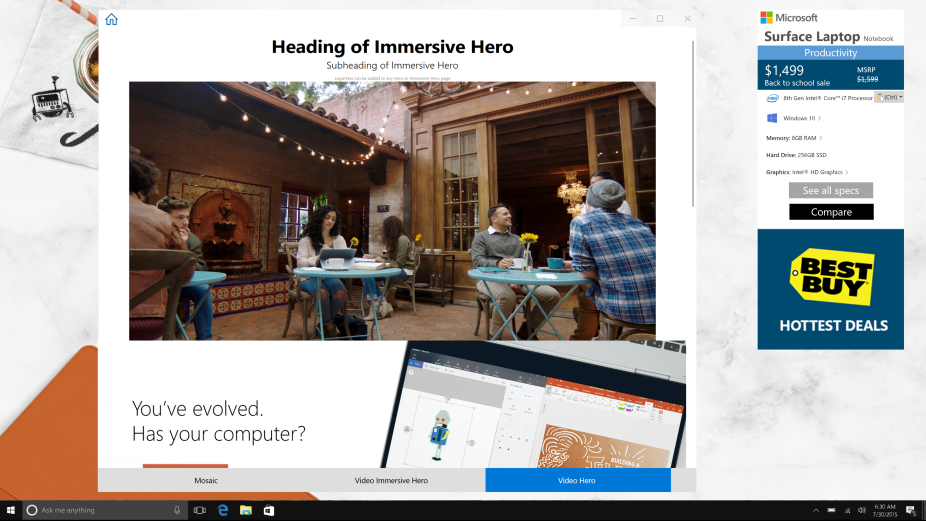 Heading of Immersive Hero
Subheading of Immersive Hero
Legal text can be added to any Hero or Immersive Hero page.
You've evolved.
Has your computer?
BUILDING A
Mosaic
Video Immersive Hero
Video Hero
Microsoft
Surface Laptop Notebook
Productivity
$1,499
MSRP
Back to school sale
$1,599
8th Gen Intel® Core™ i7 Processor
(Ctrl)
Windows 10
Memory: 8GB RAM
Hard Drive: 256GB SSD
Graphics: Intel® HD Graphics
See all specs
Compare
BEST
BUY
HOTTEST DEALS
Ask me anything
6:30 AM
7/30/2015